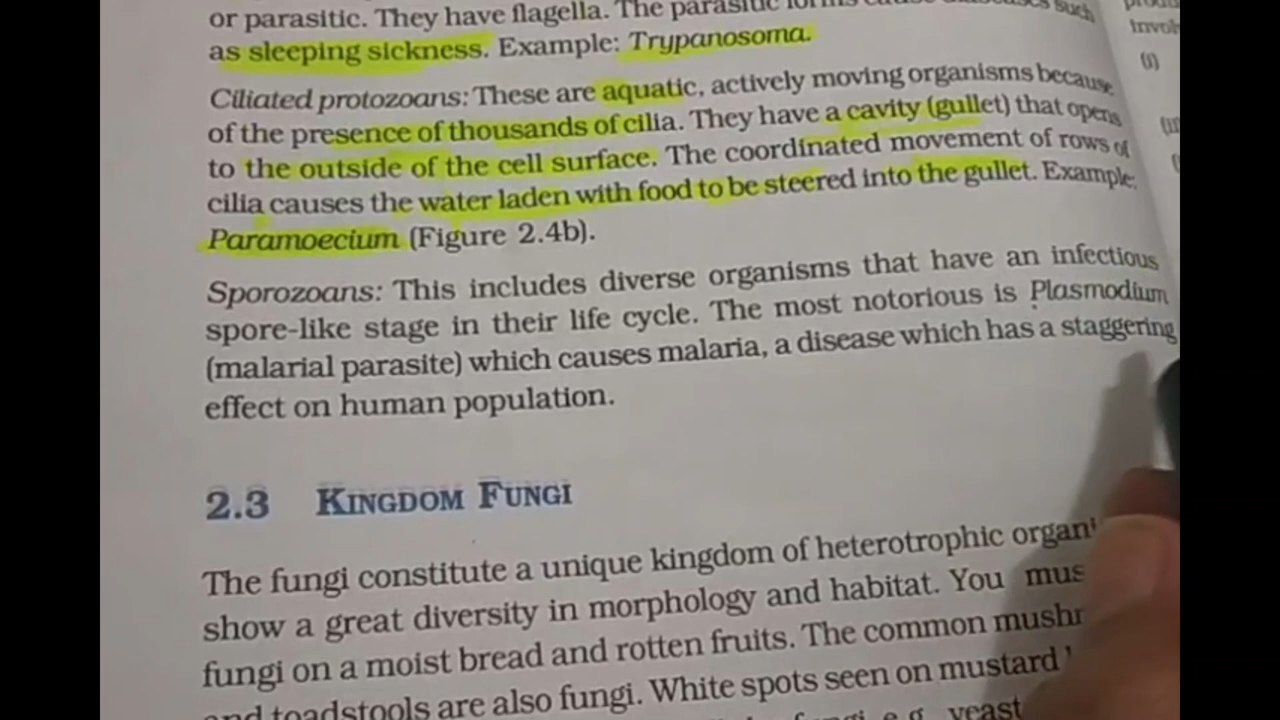 or parasitic. They have flagella. The parasitic forms cause diseases such
as sleeping sickness. Example: Trypanosoma.
Ciliated protozoans: These are aquatic, actively moving organisms because
of the presence of thousands of cilia. They have a cavity (gullet) that opens
to the outside of the cell surface. The coordinated movement of rows of
cilia causes the water laden with food to be steered into the gullet. Example:
Paramoecium (Figure 2.4b).
Sporozoans: This includes diverse organisms that have an infectious
spore-like stage in their life cycle. The most notorious is Plasmodium
(malarial parasite) which causes malaria, a disease which has a staggering
effect on human population.
2.3 KINGDOM FUNGI
The fungi constitute a unique kingdom of heterotrophic
show a great diversity in morphology and habitat. You
fungi on a moist bread and rotten fruits. The common
and toadstools are also fungi. White spots seen on mustard
e.g. yeast
(i)